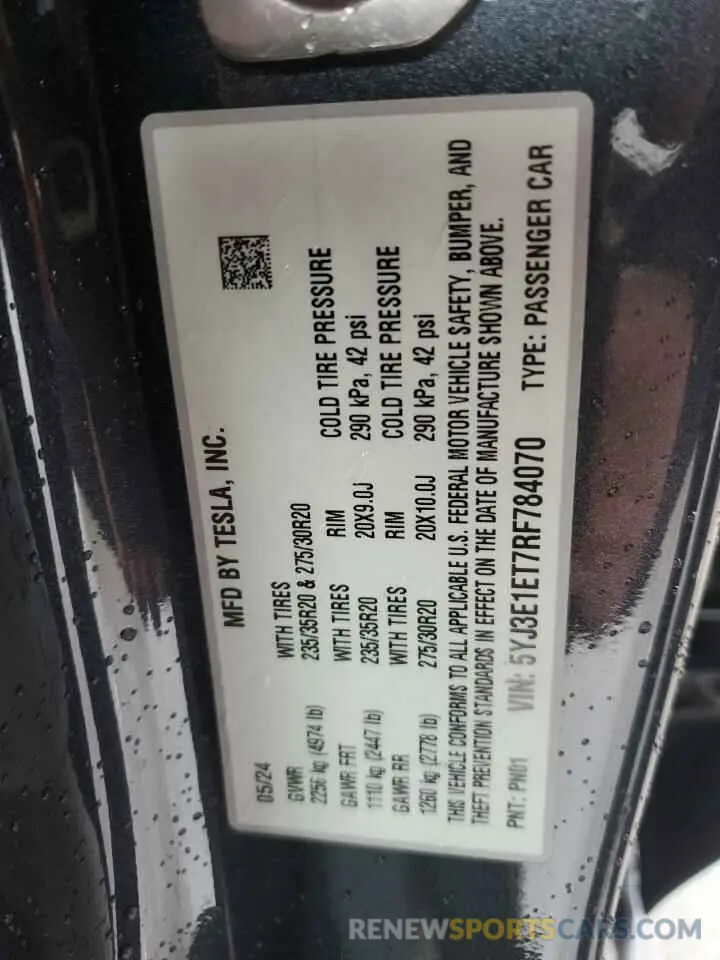 MFD BY TESLA, INC.
05/24
GVWR WITH TIRES
2256 kg (4974 lb) 235/35R20 & 275/30R20
GAWR FRT WITH TIRES RIM COLD TIRE PRESSURE
1110 kg (2447 lb) 235/35R20 20X9.0J 290 kPa, 42 psi
GAWR RR WITH TIRES RIM COLD TIRE PRESSURE
1260 kg (2778 lb) 275/30R20 20X10.0J 290 kPa, 42 psi
THIS VEHICLE CONFORMS TO ALL APPLICABLE U.S. FEDERAL MOTOR VEHICLE SAFETY, BUMPER, AND
THEFT PREVENTION STANDARDS IN EFFECT ON THE DATE OF MANUFACTURE SHOWN ABOVE.
PNT: PN01 VIN: 5YJ3E1ET7RF784070 TYPE: PASSENGER CAR
RENEWSPORTSCARS.COM